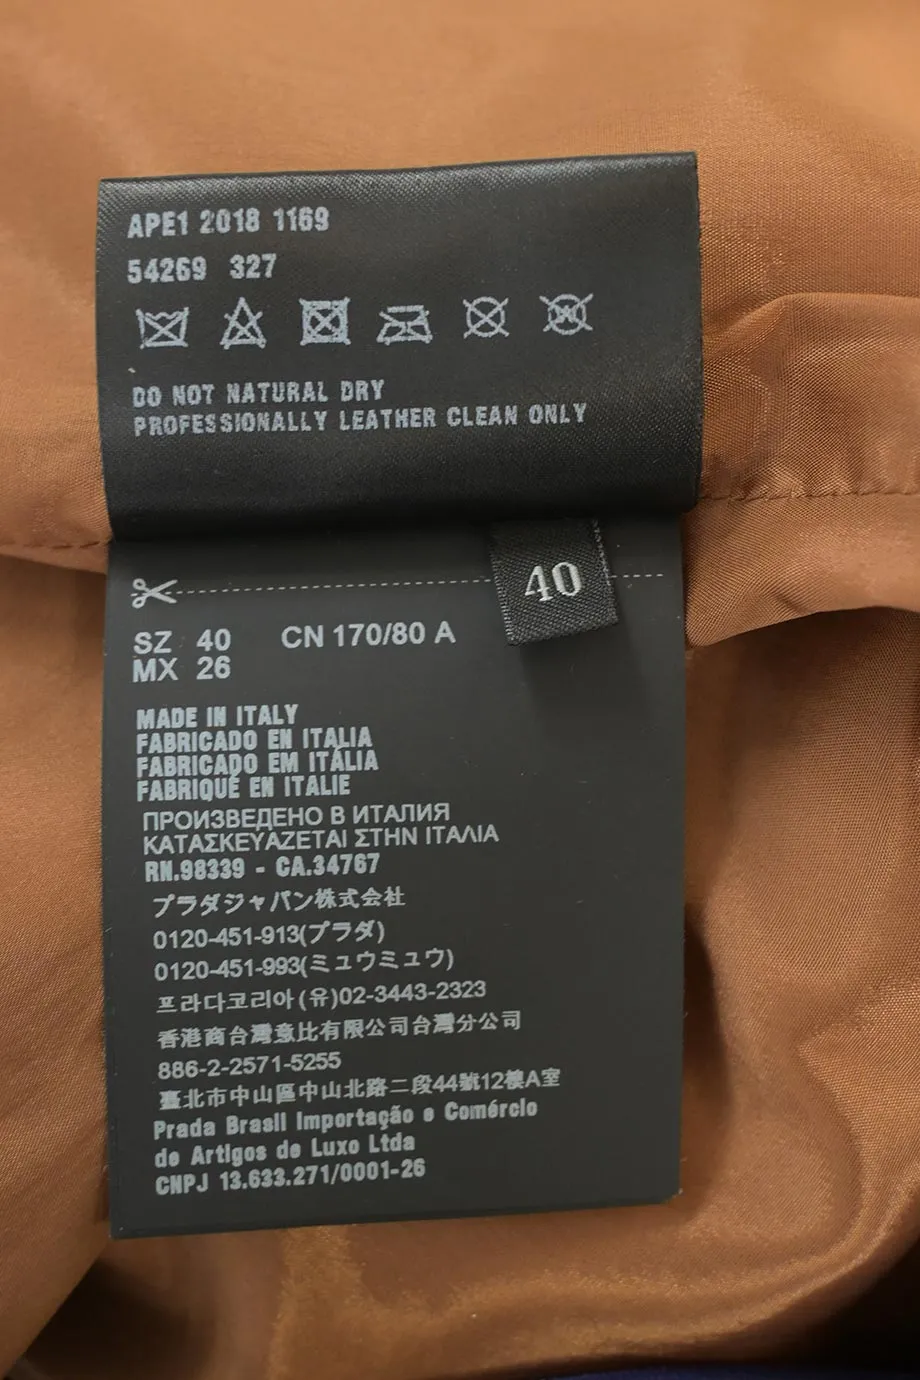 APE1 2018 1169
54269 327
DO NOT NATURAL DRY
PROFESSIONALLY LEATHER CLEAN ONLY
40
SZ 40 CN 170/80 A
MX 26
MADE IN ITALY
FABRICADO EN ITALIA
FABRICADO EM ITÁLIA
FABRIQUÉ EN ITALIE
ПРОИЗВЕДЕНО В ИТАЛИЯ
ΚΑΤΑΣΚΕΥΑΖΕΤΑΙ ΣΤΗΝ ΙΤΑΛΙΑ
RN.98339 - CA.34767
プラダジャパン株式会社
0120-451-913(プラダ)
0120-451-993(ミュウミュウ)
프라다코리아(유)02-3443-2323
香港商台灣意比有限公司台灣分公司
886-2-2571-5255
臺北市中山區中山北路二段44號12樓A室
Prada Brasil Importação e Comércio
de Artigos de Luxo Ltda
CNPJ 13.633.271/0001-26